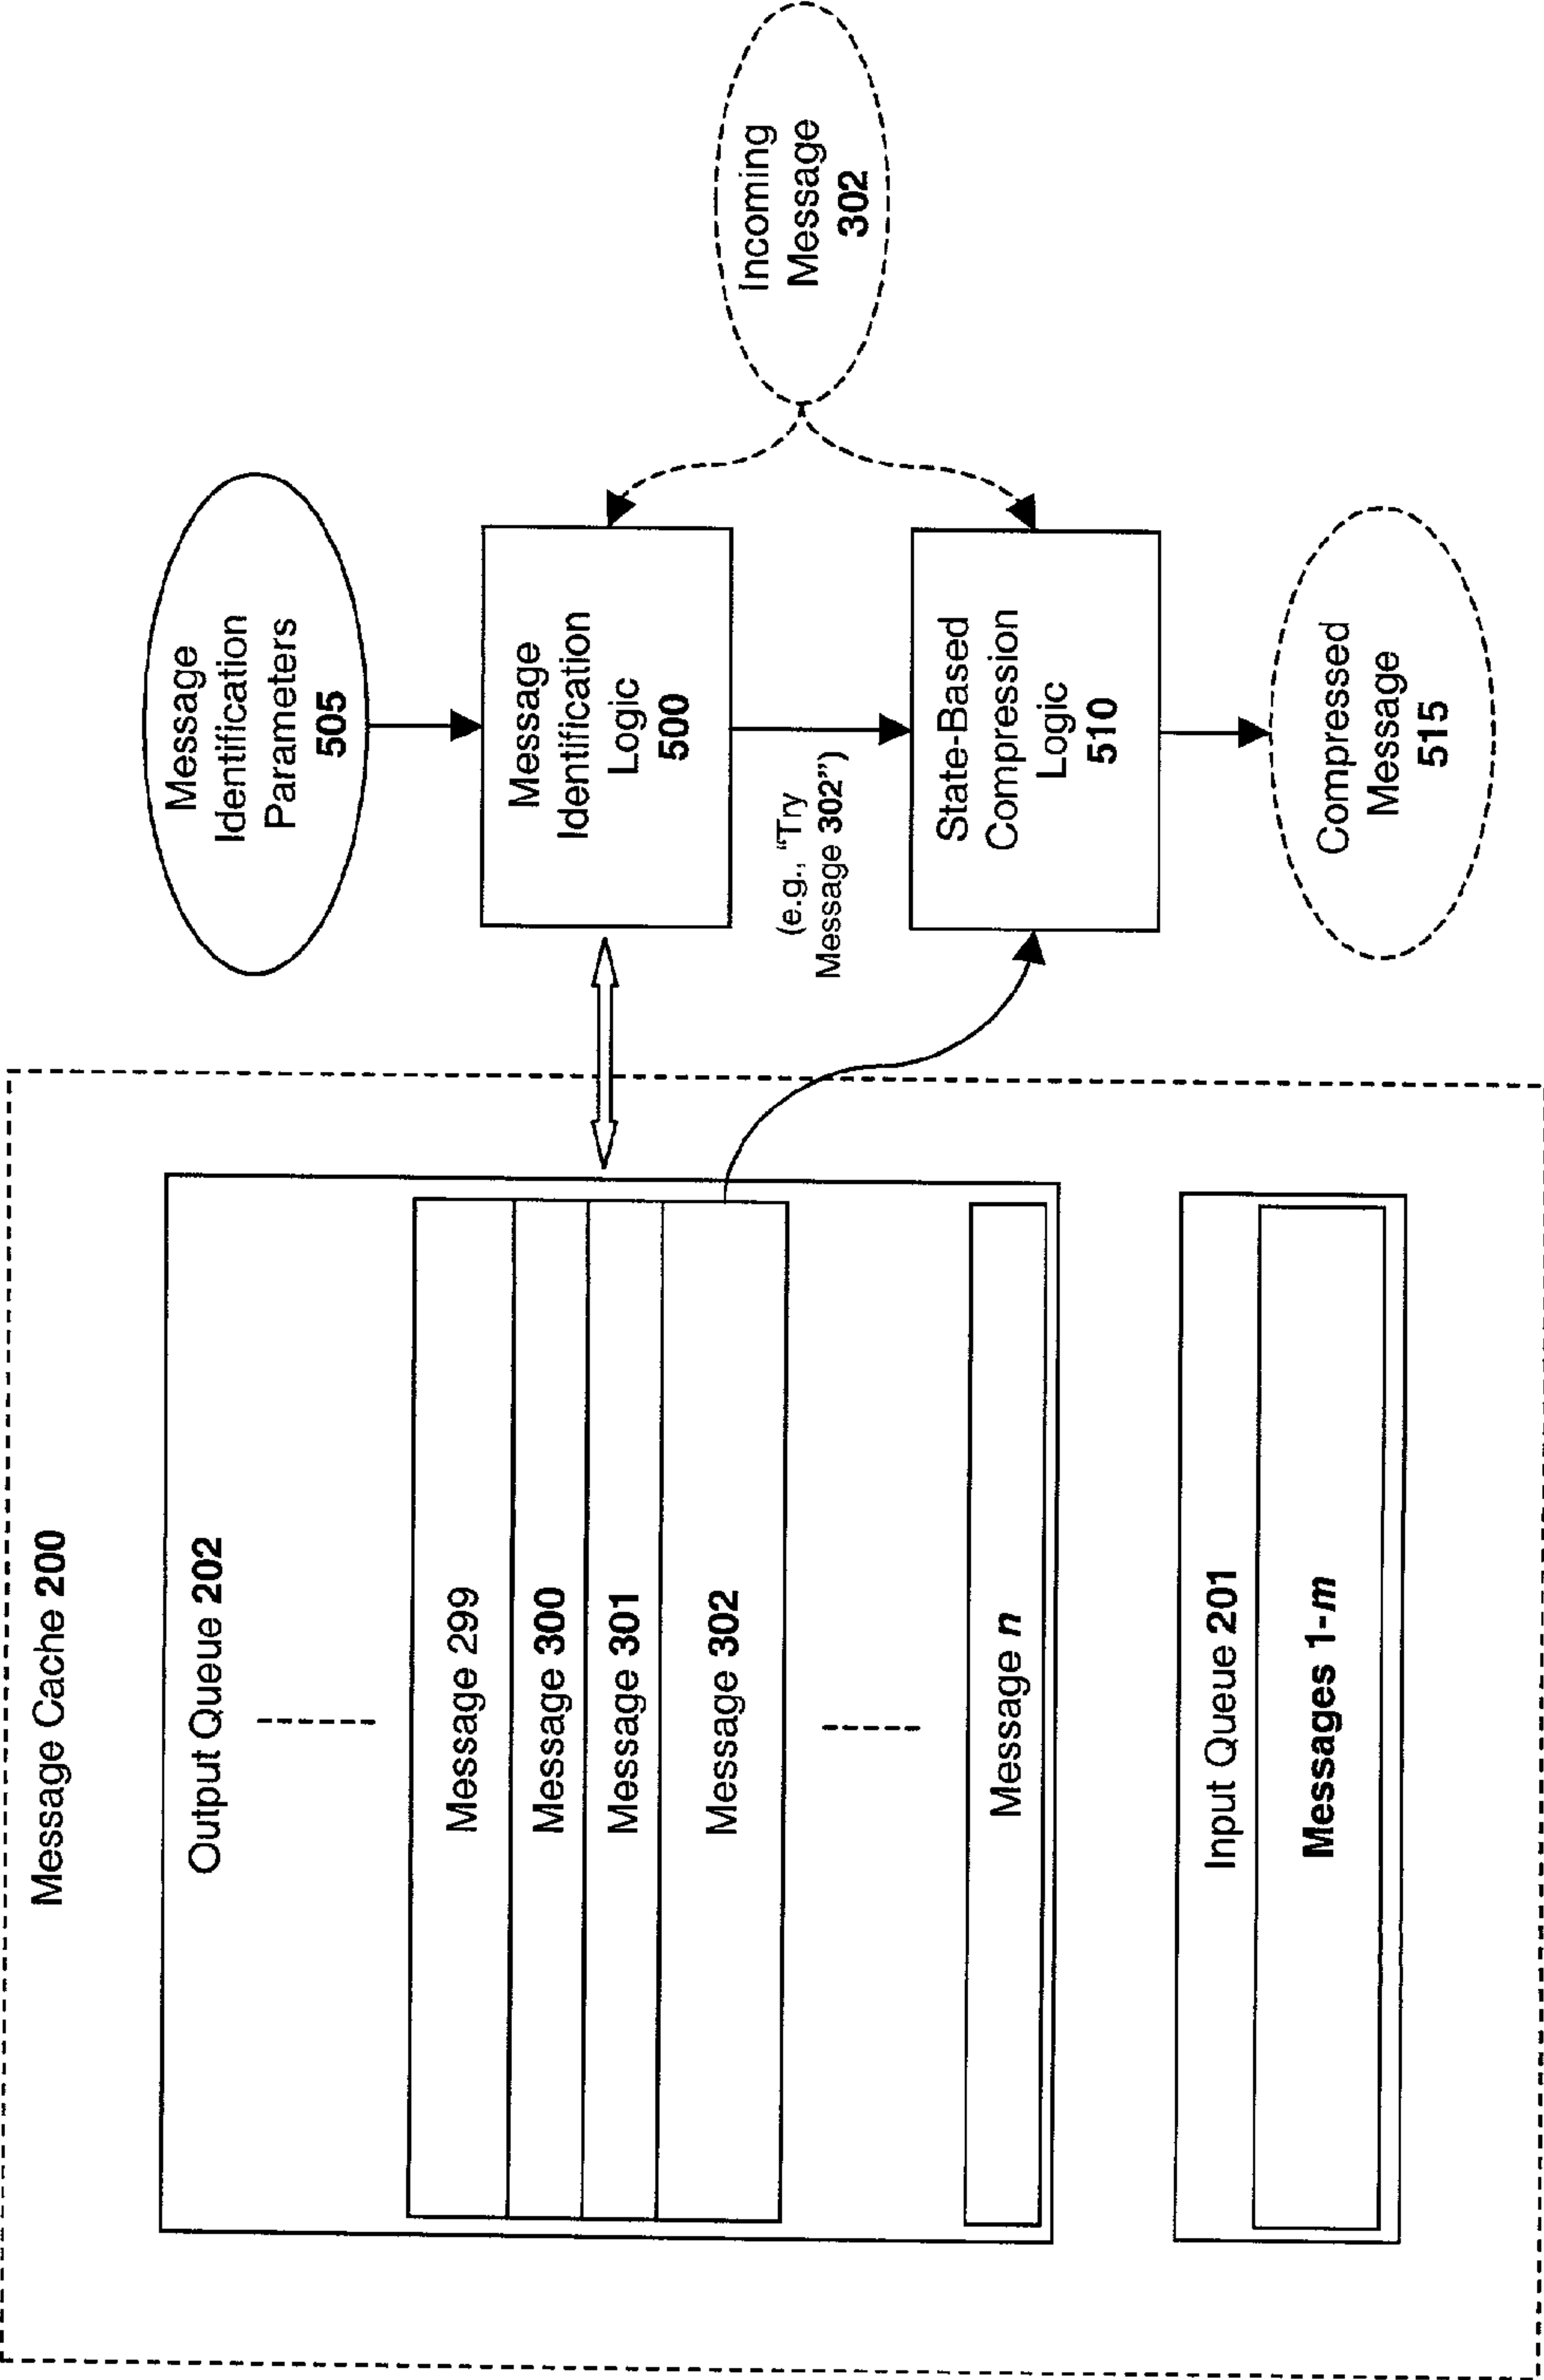 Message Cache 200
Output Queue 202
Message 299
Message 300
Message 301
Message 302
Message n
Input Queue 201
Messages 1-m
Message
Identification
Parameters
505
Message
Identification
Logic
500
(e.g., “Try
Message 302”)
State-Based
Compression
Logic
510
Compressed
Message
515
Incoming
Message
302